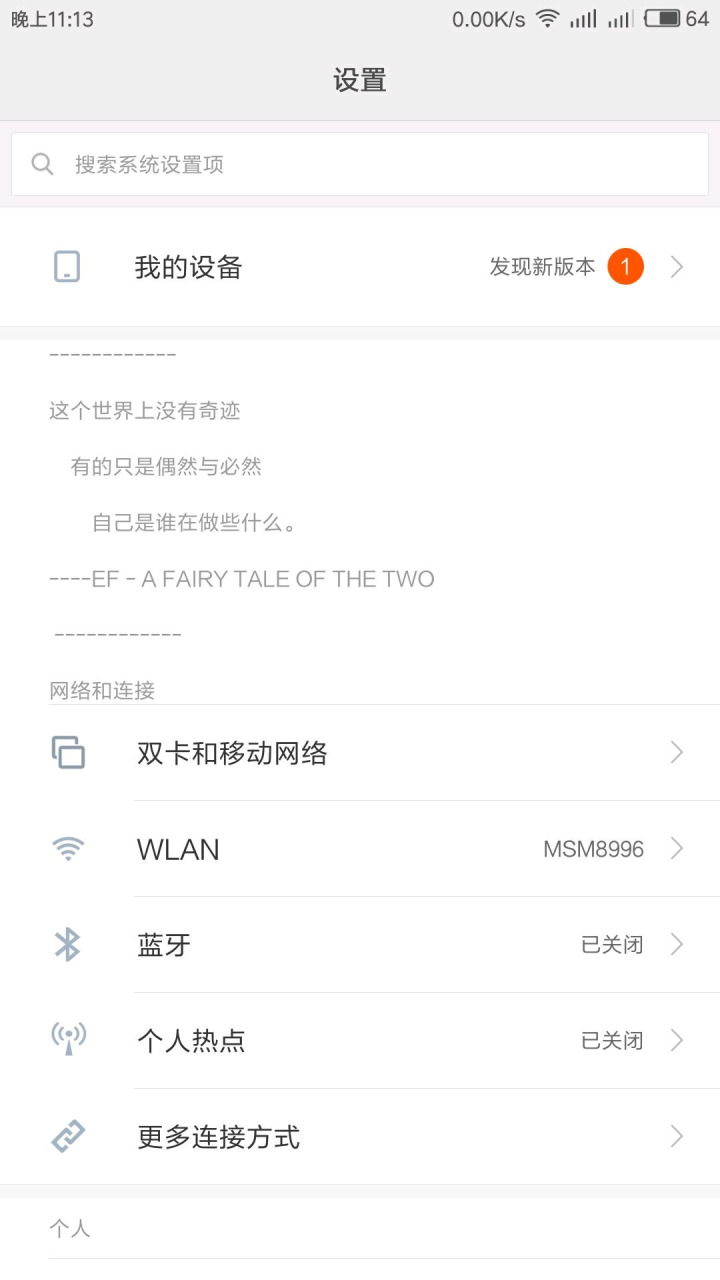 晚上11:13 0.00K/s 64
设置
搜索系统设置项
我的设备 发现新版本 1
------------
这个世界上没有奇迹
有的只是偶然与必然
自己是谁在做些什么。
----EF - A FAIRY TALE OF THE TWO
------------
网络和连接
双卡和移动网络
WLAN MSM8996
蓝牙 已关闭
个人热点 已关闭
更多连接方式
个人